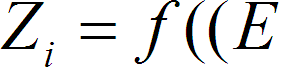 Z_i = f((E